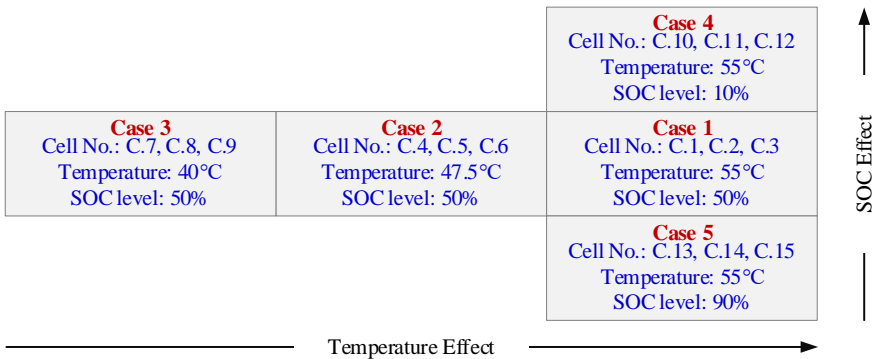 Case 4
Cell No.: C.10, C.11, C.12
Temperature: 55°C
SOC level: 10%
Case 3
Cell No.: C.7, C.8, C.9
Temperature: 40°C
SOC level: 50%
Case 2
Cell No.: C.4, C.5, C.6
Temperature: 47.5°C
SOC level: 50%
Case 1
Cell No.: C.1, C.2, C.3
Temperature: 55°C
SOC level: 50%
Case 5
Cell No.: C.13, C.14, C.15
Temperature: 55°C
SOC level: 90%
SOC Effect
Temperature Effect